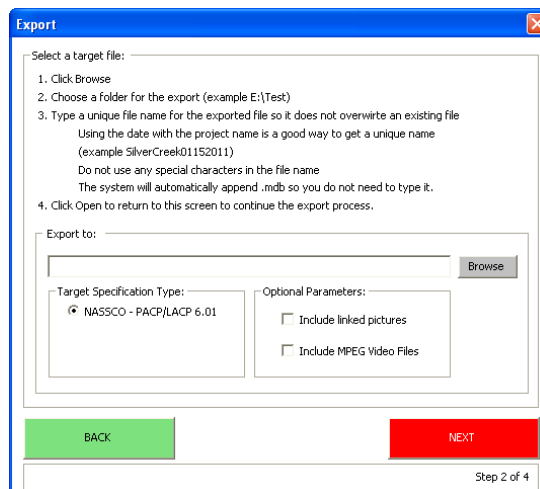 Export
Select a target file:
1. Click Browse
2. Choose a folder for the export (example E:\Test)
3. Type a unique file name for the exported file so it does not overwirte an existing file
Using the date with the project name is a good way to get a unique name
(example SilverCreek01152011)
Do not use any special characters in the file name
The system will automatically append .mdb so you do not need to type it.
4. Click Open to return to this screen to continue the export process.
Export to:
Browse
Target Specification Type:
NASSCO - PACP/LACP 6.01
Optional Parameters:
Include linked pictures
Include MPEG Video Files
BACK
NEXT
Step 2 of 4